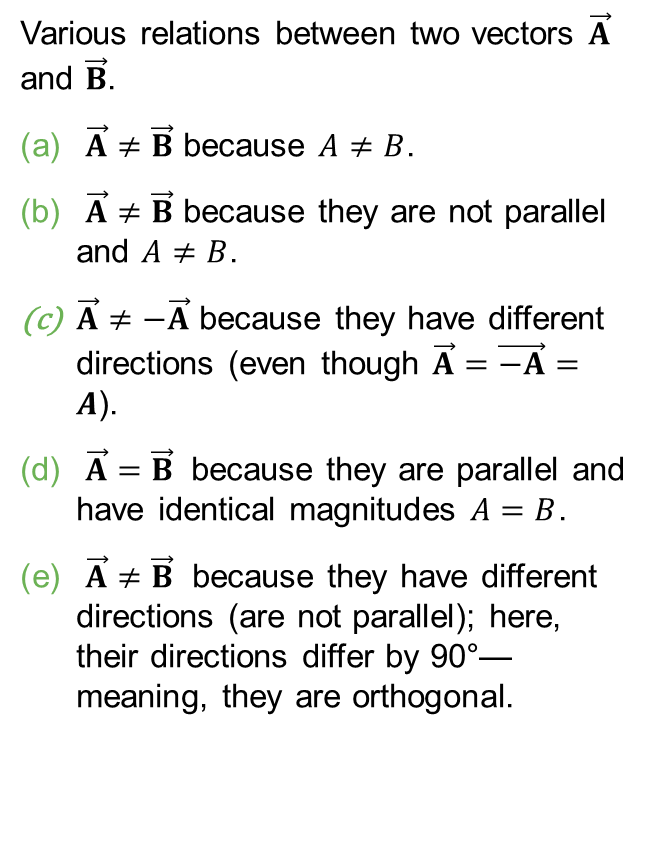 Various relations between two vectors $\vec{\mathbf{A}}$
and $\vec{\mathbf{B}}$.
(a) $\vec{\mathbf{A}} \neq \vec{\mathbf{B}}$ because $A \neq B$.
(b) $\vec{\mathbf{A}} \neq \vec{\mathbf{B}}$ because they are not parallel
and $A \neq B$.
(c) $\vec{\mathbf{A}} \neq -\vec{\mathbf{A}}$ because they have different
directions (even though $\vec{\mathbf{A}} = \overrightarrow{-\mathbf{A}} =$
$\boldsymbol{A}$).
(d) $\vec{\mathbf{A}} = \vec{\mathbf{B}}$ because they are parallel and
have identical magnitudes $A = B$.
(e) $\vec{\mathbf{A}} \neq \vec{\mathbf{B}}$ because they have different
directions (are not parallel); here,
their directions differ by 90°—
meaning, they are orthogonal.